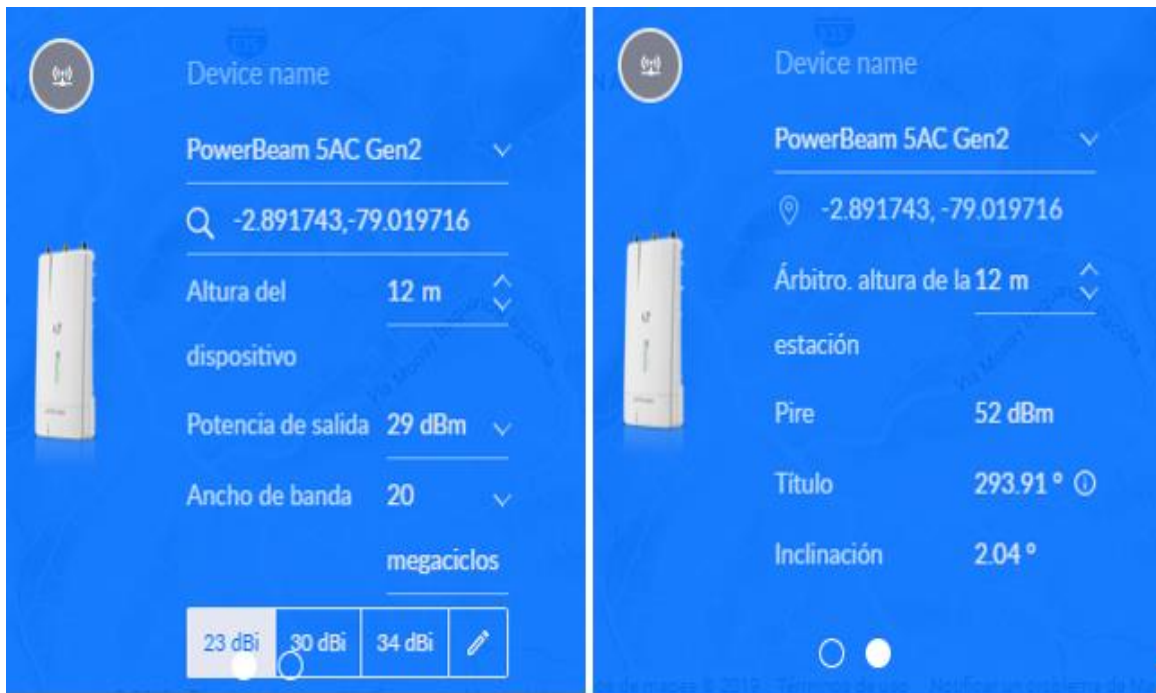 Device name
PowerBeam 5AC Gen2
-2.891743,-79.019716
Altura del 12 m
dispositivo
Potencia de salida 29 dBm
Ancho de banda 20
megaciclos
23 dBi 30 dBi 34 dBi
Device name
PowerBeam 5AC Gen2
-2.891743, -79.019716
Árbitro. altura de la 12 m
estación
Pire 52 dBm
Título 293.91 º
Inclinación 2.04 º